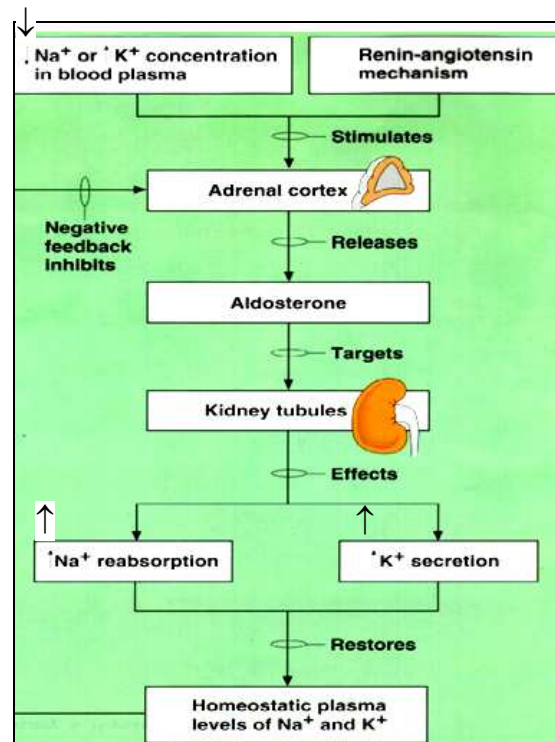 ↓
↓Na⁺ or ↑K⁺ concentration
in blood plasma
Renin-angiotensin
mechanism
Stimulates
Adrenal cortex
Negative
feedback
inhibits
Releases
Aldosterone
Targets
Kidney tubules
Effects
↑
↑
↑Na⁺ reabsorption
↑K⁺ secretion
Restores
Homeostatic plasma
levels of Na⁺ and K⁺